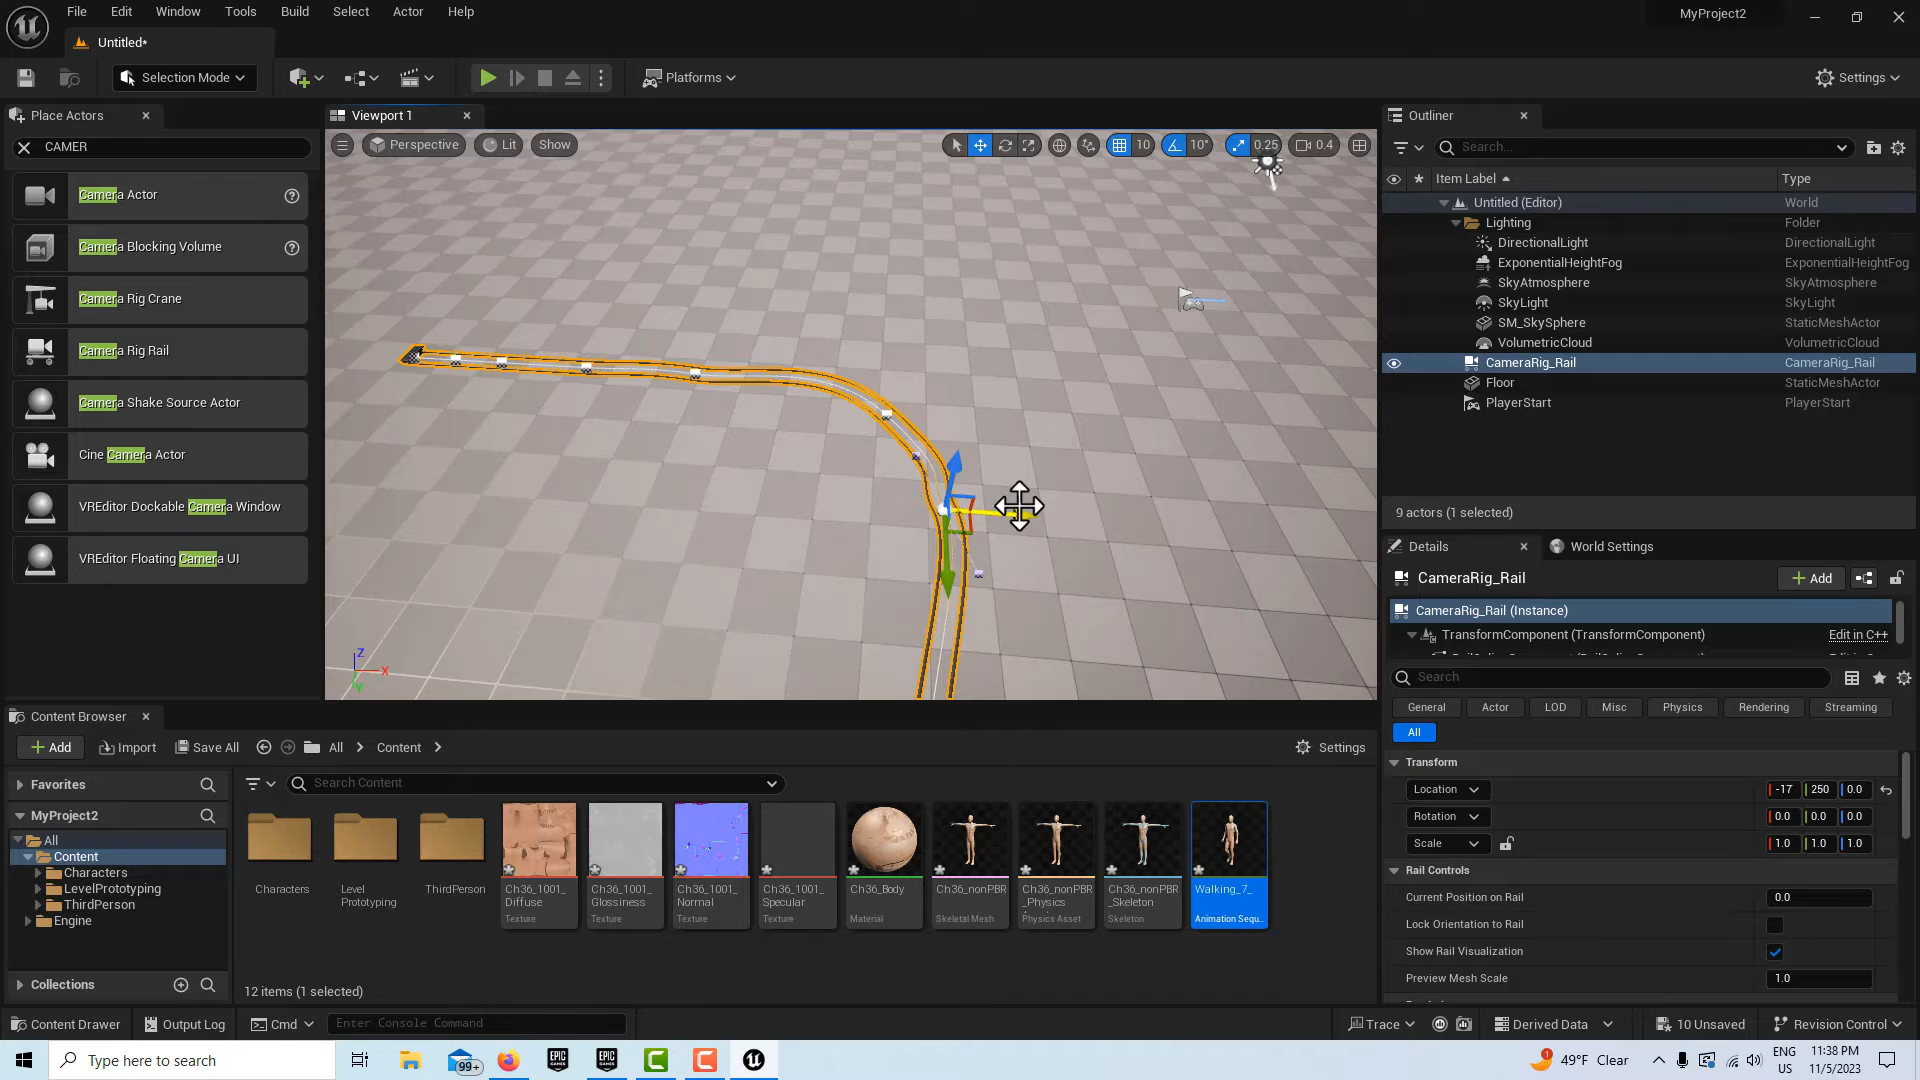 File Edit Window Tools Build Select Actor Help
MyProject2
Untitled*
Selection Mode
Platforms
Settings
Place Actors
CAMER
Camera Actor
Camera Blocking Volume
Camera Rig Crane
Camera Rig Rail
Camera Shake Source Actor
Cine Camera Actor
VREditor Dockable Camera Window
VREditor Floating Camera UI
Viewport 1
Perspective Lit Show
10 10° 0.25 0.4
Z
X
Y
Outliner
Search...
Item Label Type
Untitled (Editor) World
Lighting Folder
DirectionalLight DirectionalLight
ExponentialHeightFog ExponentialHeightFog
SkyAtmosphere SkyAtmosphere
SkyLight SkyLight
SM_SkySphere StaticMeshActor
VolumetricCloud VolumetricCloud
CameraRig_Rail CameraRig_Rail
Floor StaticMeshActor
PlayerStart PlayerStart
9 actors (1 selected)
Details
World Settings
CameraRig_Rail
Add
CameraRig_Rail (Instance)
TransformComponent (TransformComponent) Edit in C++
Search
General Actor LOD Misc Physics Rendering Streaming
All
Transform
Location -17 250 0.0
Rotation 0.0 0.0 0.0
Scale 1.0 1.0 1.0
Rail Controls
Current Position on Rail 0.0
Lock Orientation to Rail
Show Rail Visualization
Preview Mesh Scale 1.0
Content Browser
Add Import Save All All Content Settings
Favorites
MyProject2
All
Content
Characters
LevelPrototyping
ThirdPerson
Engine
Collections
Search Content
Characters
Level
Prototyping
ThirdPerson
Ch36_1001_
Diffuse
Texture
Ch36_1001_
Glossiness
Texture
Ch36_1001_
Normal
Texture
Ch36_1001_
Specular
Texture
Ch36_Body
Material
Ch36_nonPBR
Skeletal Mesh
Ch36_nonPBR
_Physics
Physics Asset
Ch36_nonPBR
_Skeleton
Skeleton
Walking_7_
Animation Sequ..
12 items (1 selected)
Content Drawer Output Log Cmd Enter Console Command
Trace Derived Data 10 Unsaved Revision Control
Type here to search
99+
EPIC
GAMES
EPIC
GAMES
C
C
1
49°F Clear
ENG
US
11:38 PM
11/5/2023